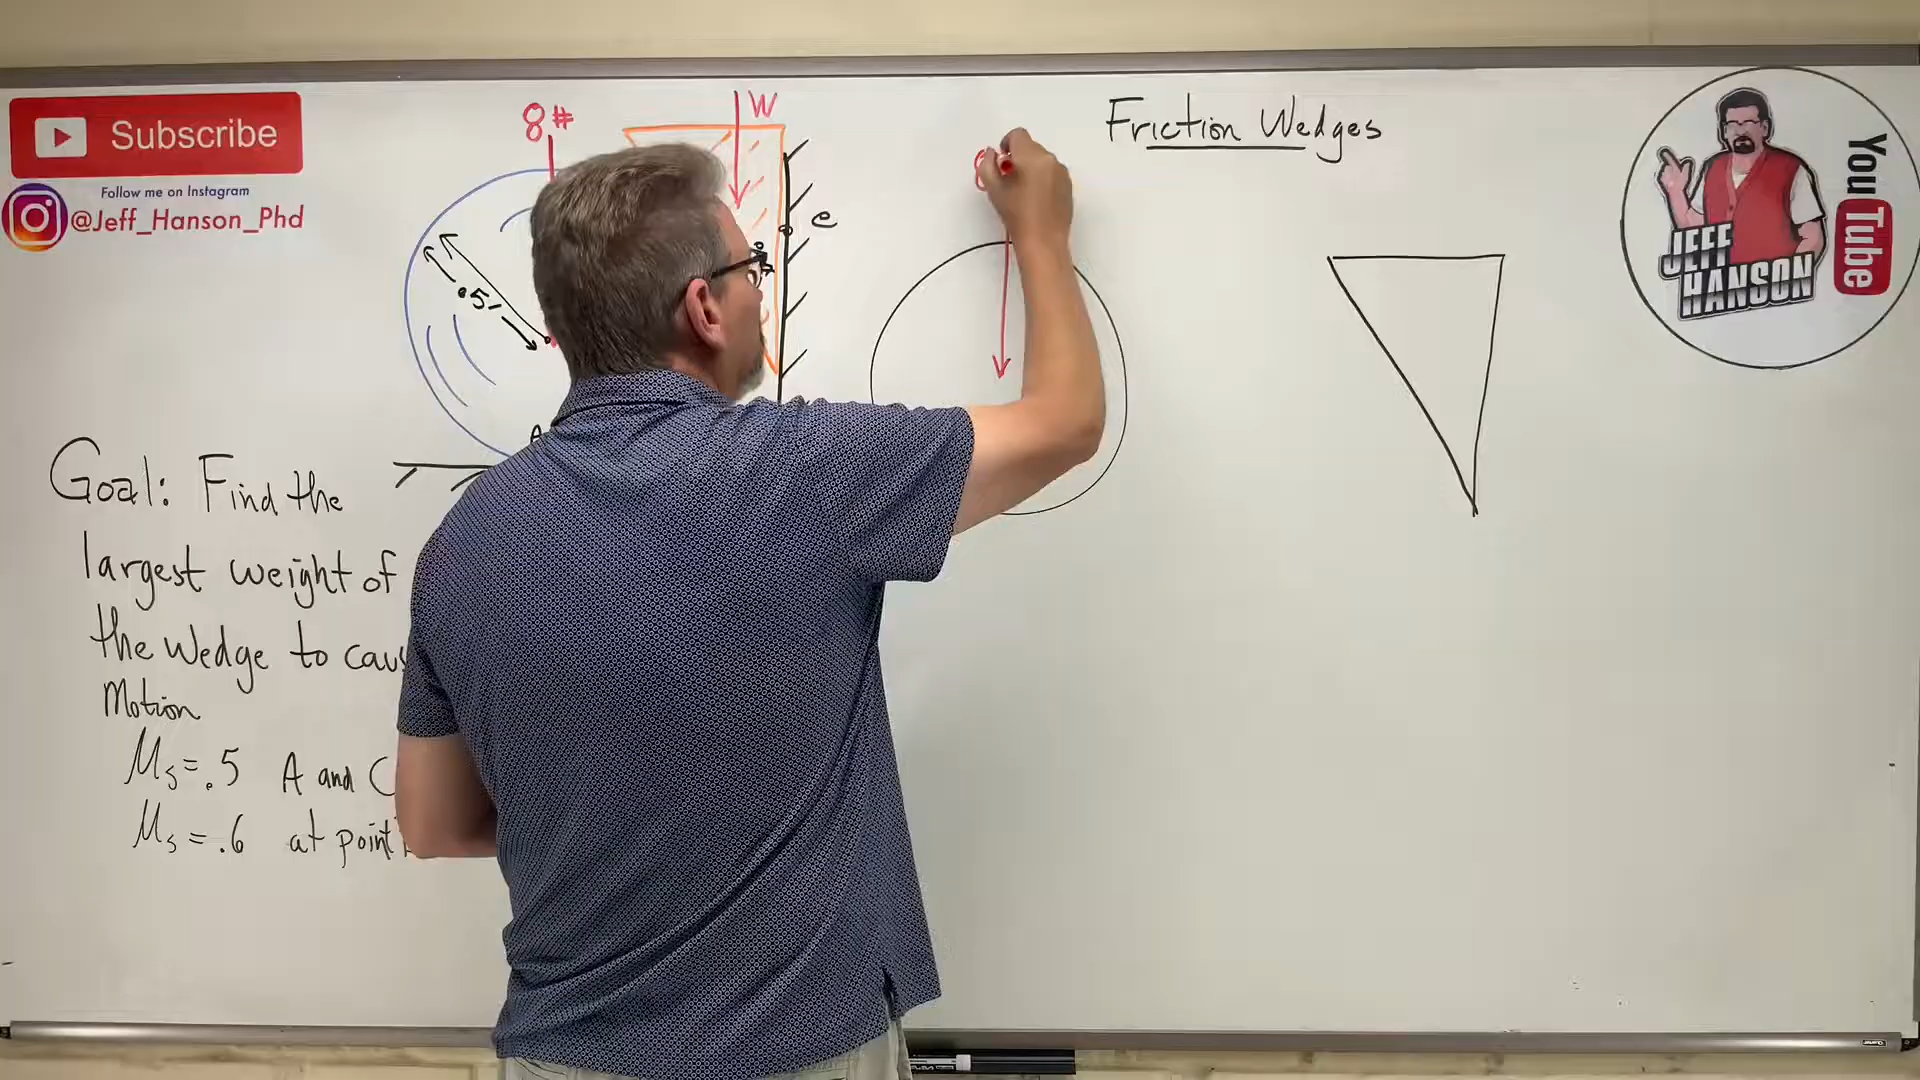 Subscribe
Follow me on Instagram
@Jeff_Hanson_Phd
8#
W
e
.5'
A
Friction Wedges
JEFF
HANSON
YouTube
Goal: Find the
largest weight of
the Wedge to
Motion
Ms = .5 A and C
Ms = .6 at point